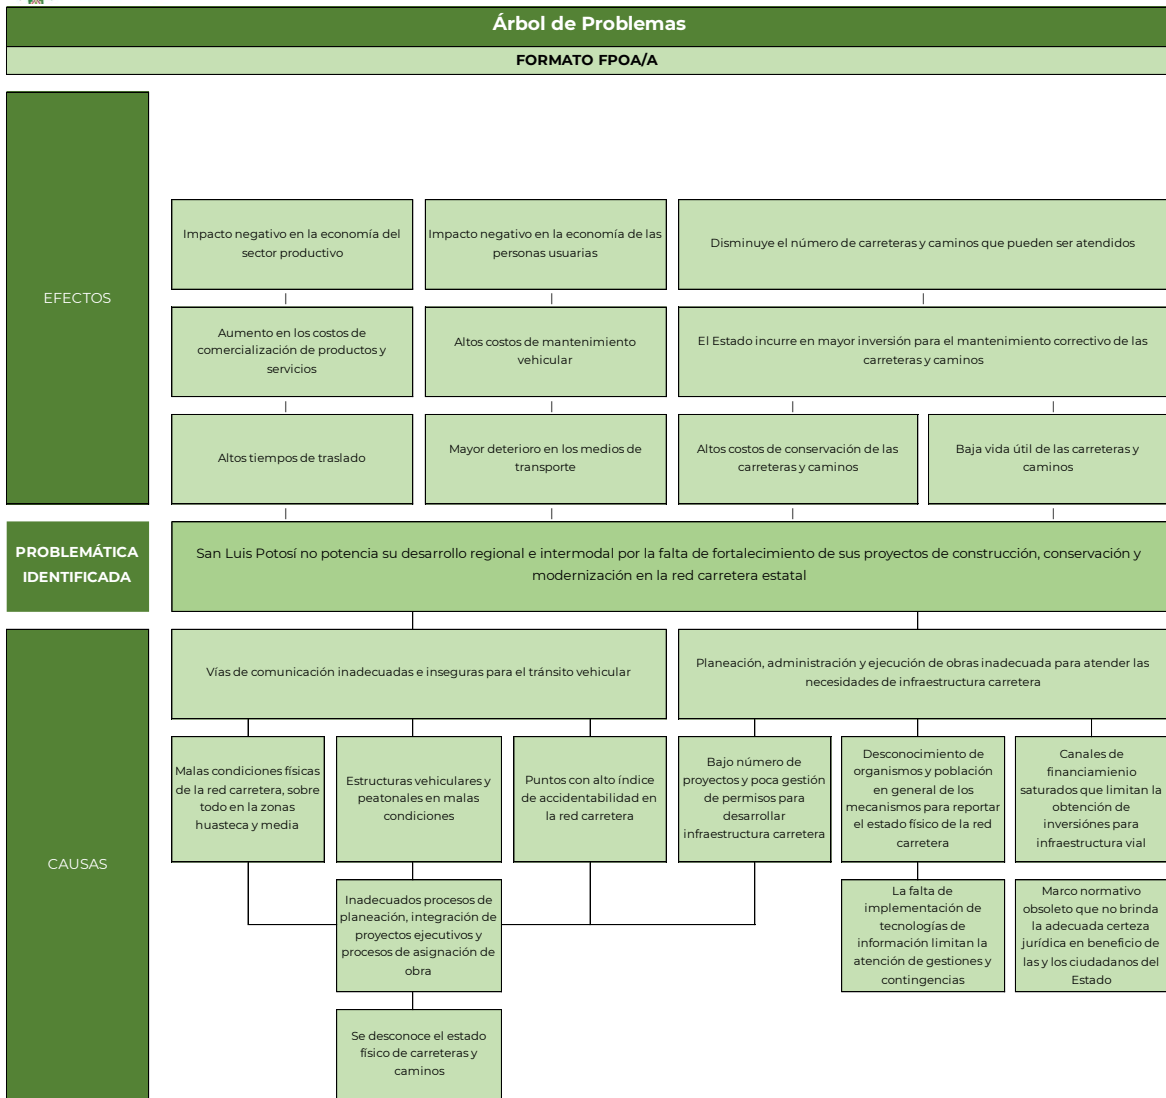 Árbol de Problemas
FORMATO FPOA/A
EFECTOS
Impacto negativo en la economía del
sector productivo
Impacto negativo en la economía de las
personas usuarias
Disminuye el número de carreteras y caminos que pueden ser atendidos
Aumento en los costos de
comercialización de productos y
servicios
Altos costos de mantenimiento
vehicular
El Estado incurre en mayor inversión para el mantenimiento correctivo de las
carreteras y caminos
Altos tiempos de traslado
Mayor deterioro en los medios de
transporte
Altos costos de conservación de las
carreteras y caminos
Baja vida útil de las carreteras y
caminos
PROBLEMÁTICA
IDENTIFICADA
San Luis Potosí no potencia su desarrollo regional e intermodal por la falta de fortalecimiento de sus proyectos de construcción, conservación y
modernización en la red carretera estatal
CAUSAS
Vías de comunicación inadecuadas e inseguras para el tránsito vehicular
Planeación, administración y ejecución de obras inadecuada para atender las
necesidades de infraestructura carretera
Malas condiciones físicas
de la red carretera, sobre
todo en la zonas
huasteca y media
Estructuras vehiculares y
peatonales en malas
condiciones
Puntos con alto índice
de accidentabilidad en
la red carretera
Bajo número de
proyectos y poca gestión
de permisos para
desarrollar
infraestructura carretera
Desconocimiento de
organismos y población
en general de los
mecanismos para reportar
el estado físico de la red
carretera
Canales de
financiamiento
saturados que limitan la
obtención de
inversiónes para
infraestructura vial
Inadecuados procesos de
planeación, integración de
proyectos ejecutivos y
procesos de asignación de
obra
La falta de
implementación de
tecnologías de
información limitan la
atención de gestiones y
contingencias
Marco normativo
obsoleto que no brinda
la adecuada certeza
jurídica en beneficio de
las y los ciudadanos del
Estado
Se desconoce el estado
físico de carreteras y
caminos